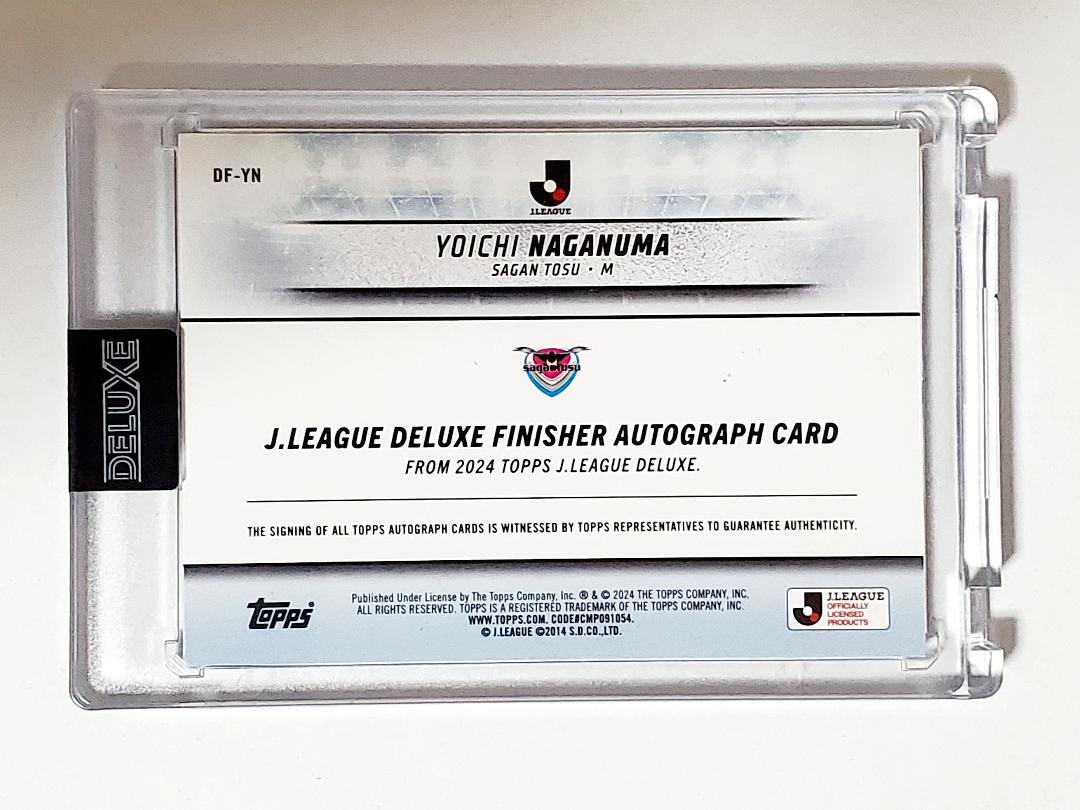 DF-YN
J.LEAGUE
YOICHI NAGANUMA
SAGAN TOSU • M
sagantosu
DELUXE
J.LEAGUE DELUXE FINISHER AUTOGRAPH CARD
FROM 2024 TOPPS J.LEAGUE DELUXE.
THE SIGNING OF ALL TOPPS AUTOGRAPH CARDS IS WITNESSED BY TOPPS REPRESENTATIVES TO GUARANTEE AUTHENTICITY.
topps
Published Under License by The Topps Company, Inc. ® & © 2024 THE TOPPS COMPANY, INC.
ALL RIGHTS RESERVED. TOPPS IS A REGISTERED TRADEMARK OF THE TOPPS COMPANY, INC.
WWW.TOPPS.COM. CODE#CMP091054.
© J.LEAGUE ©2014 S.D.CO.,LTD.
J.LEAGUE
OFFICIALLY
LICENSED
PRODUCTS